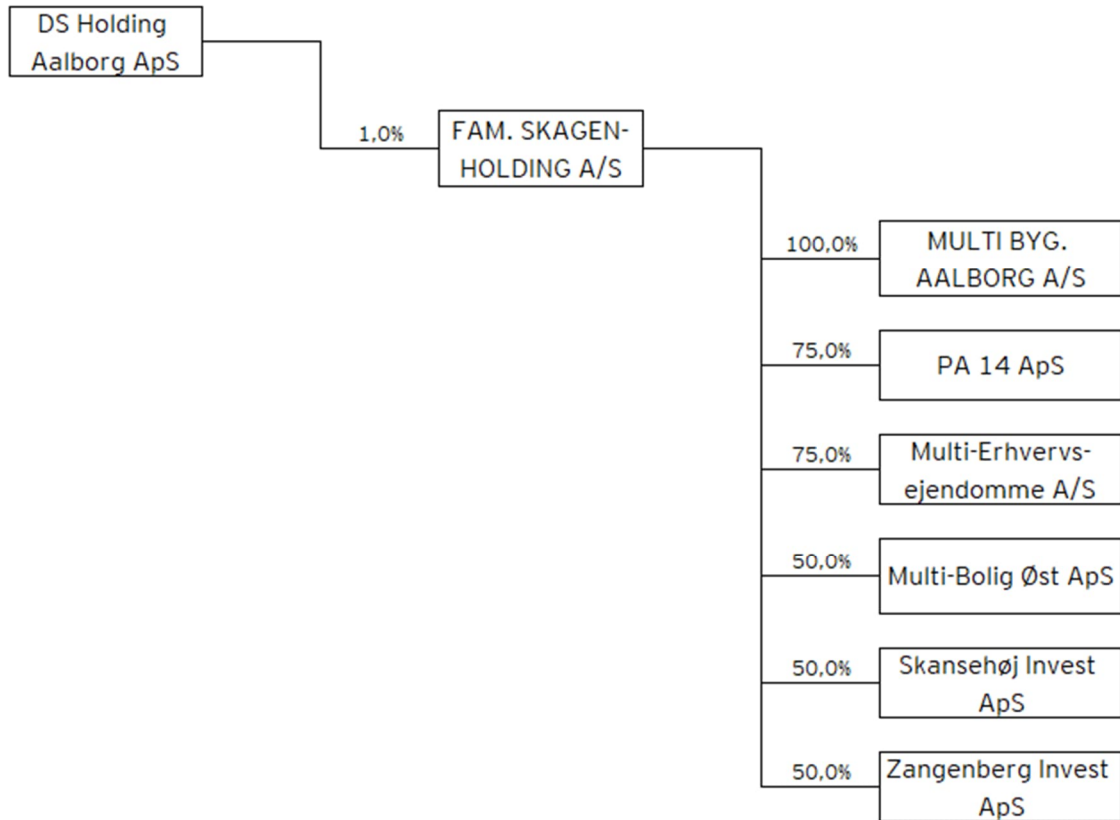 DS Holding
Aalborg ApS
1,0%
FAM. SKAGEN-
HOLDING A/S
100,0%
MULTI BYG.
AALBORG A/S
75,0%
PA 14 ApS
75,0%
Multi-Erhvervs-
ejendomme A/S
50,0%
Multi-Bolig Øst ApS
50,0%
Skansehøj Invest
ApS
50,0%
Zangenberg Invest
ApS